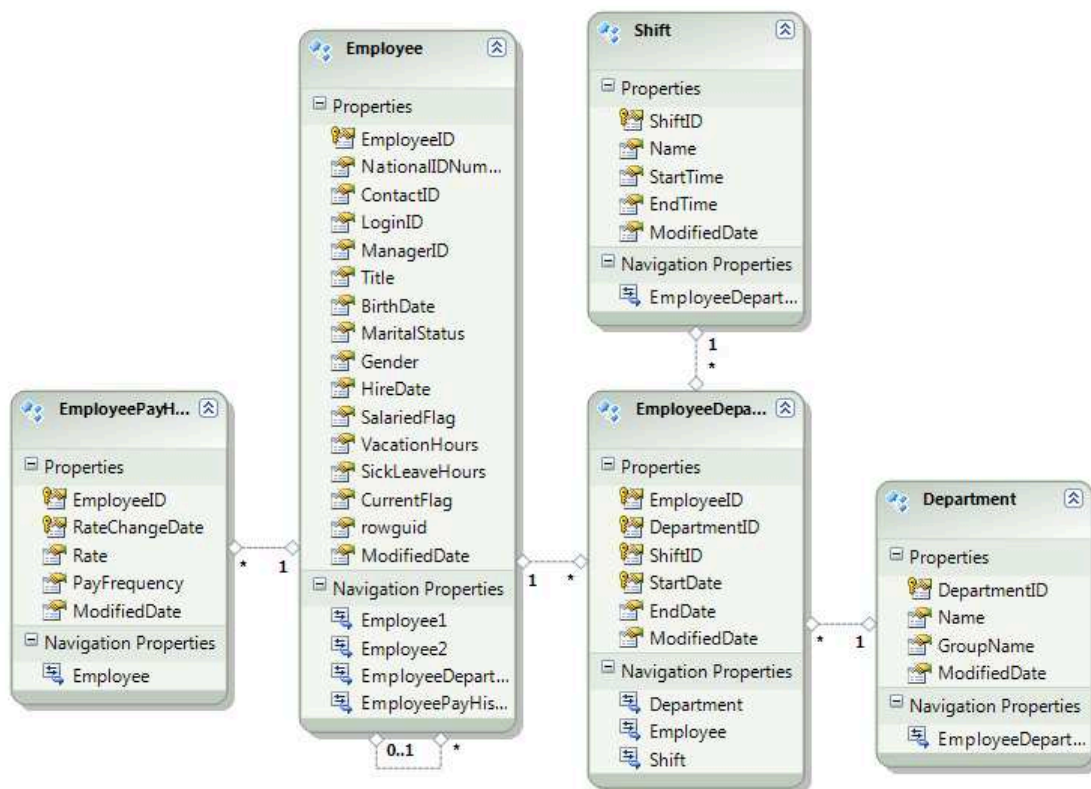 Employee
Properties
EmployeeID
NationalIDNum...
ContactID
LoginID
ManagerID
Title
BirthDate
MaritalStatus
Gender
HireDate
SalariedFlag
VacationHours
SickLeaveHours
CurrentFlag
rowguid
ModifiedDate
Navigation Properties
Employee1
Employee2
EmployeeDepart...
EmployeePayHis...
0..1
*
Shift
Properties
ShiftID
Name
StartTime
EndTime
ModifiedDate
Navigation Properties
EmployeeDepart...
1
*
EmployeePayH...
Properties
EmployeeID
RateChangeDate
Rate
PayFrequency
ModifiedDate
Navigation Properties
Employee
*
1
EmployeeDepa...
Properties
EmployeeID
DepartmentID
ShiftID
StartDate
EndDate
ModifiedDate
Navigation Properties
Department
Employee
Shift
1
*
Department
Properties
DepartmentID
Name
GroupName
ModifiedDate
Navigation Properties
EmployeeDepart...
*
1